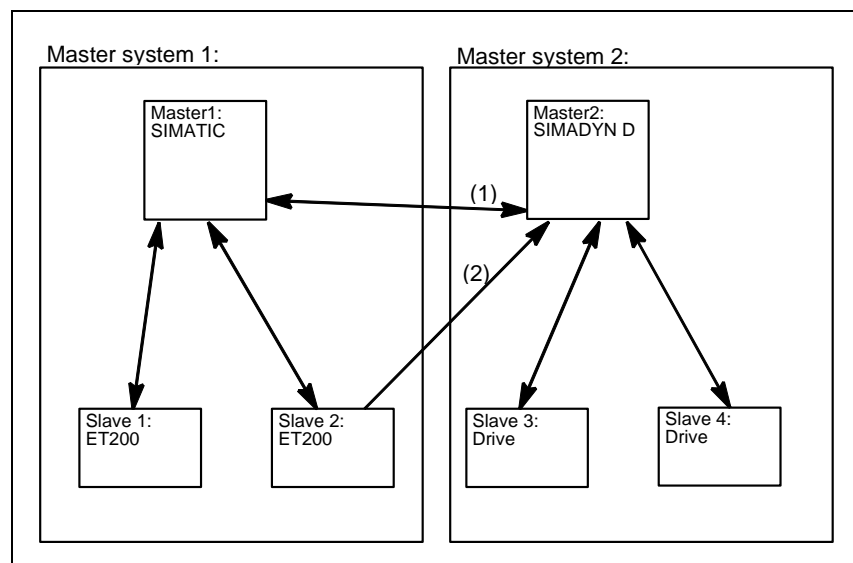 Master system 1:
Master system 2:
Master1:
SIMATIC
Master2:
SIMADYN D
(1)
(2)
Slave 1:
ET200
Slave 2:
ET200
Slave 3:
Drive
Slave 4:
Drive